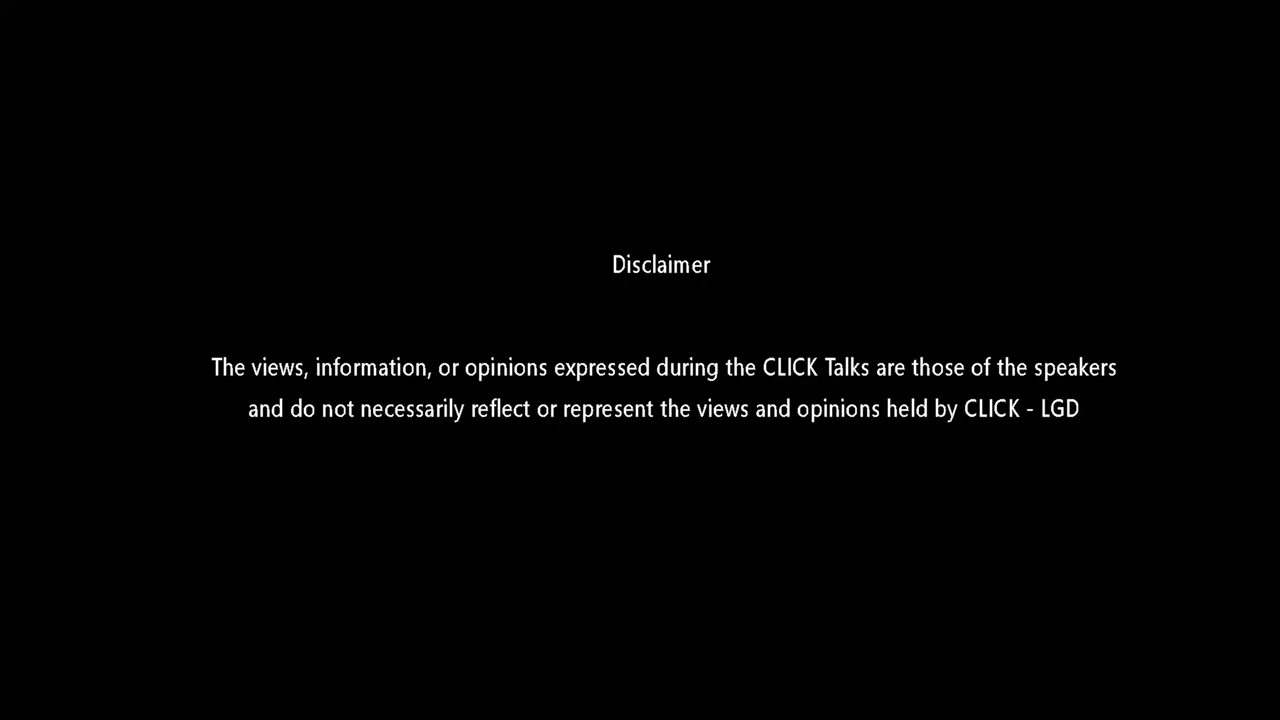 Disclaimer
The views, information, or opinions expressed during the CLICK Talks are those of the speakers
and do not necessarily reflect or represent the views and opinions held by CLICK - LGD